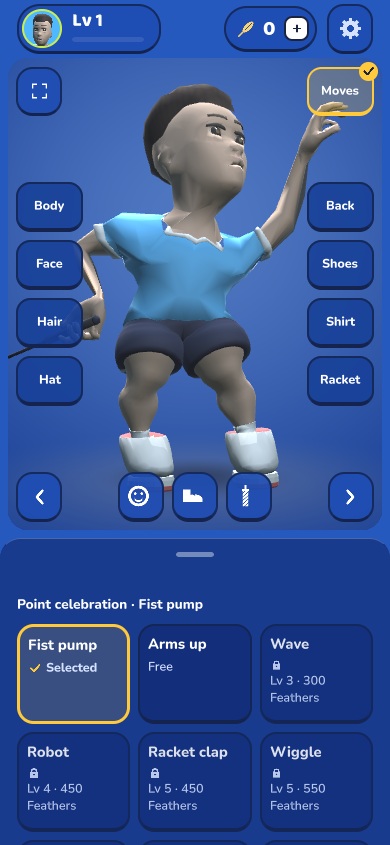 Lv 1
0
+
Moves
Body
Back
Face
Shoes
Hair
Shirt
Hat
Racket
Point celebration · Fist pump
Fist pump
Selected
Arms up
Free
Wave
Lv 3 · 300
Feathers
Robot
Lv 4 · 450
Feathers
Racket clap
Lv 5 · 450
Feathers
Wiggle
Lv 5 · 550
Feathers